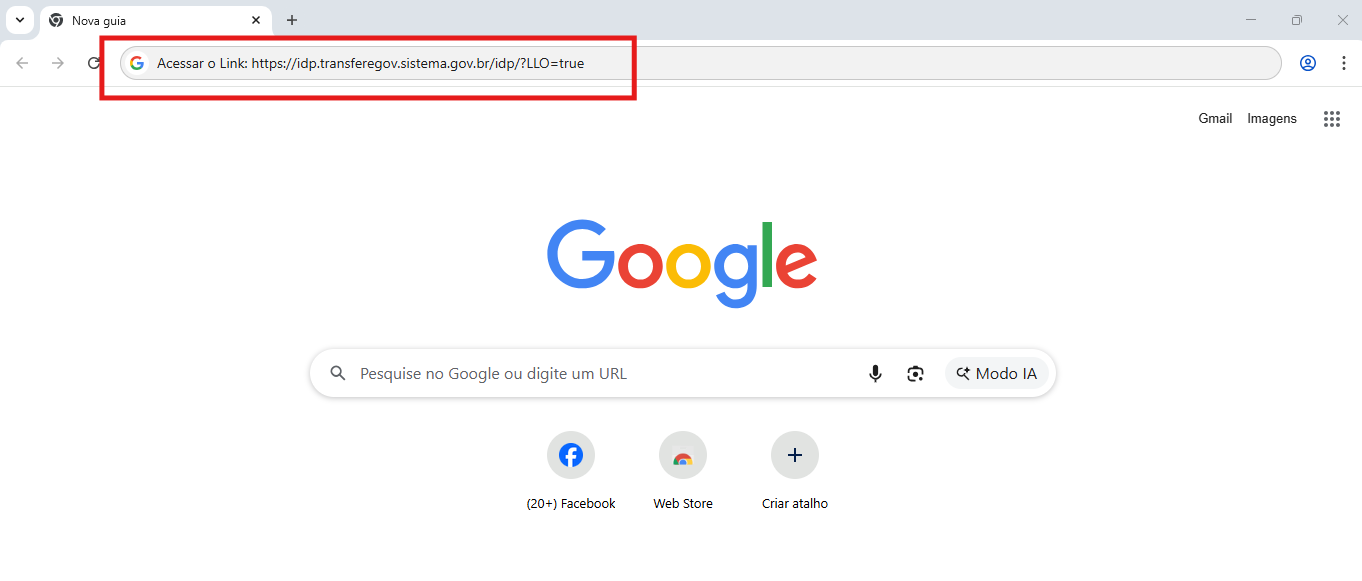 Nova guia
Acessar o Link: https://idp.transferegov.sistema.gov.br/idp/?LLO=true
Gmail Imagens
Google
Pesquise no Google ou digite um URL Modo IA
(20+) Facebook Web Store Criar atalho